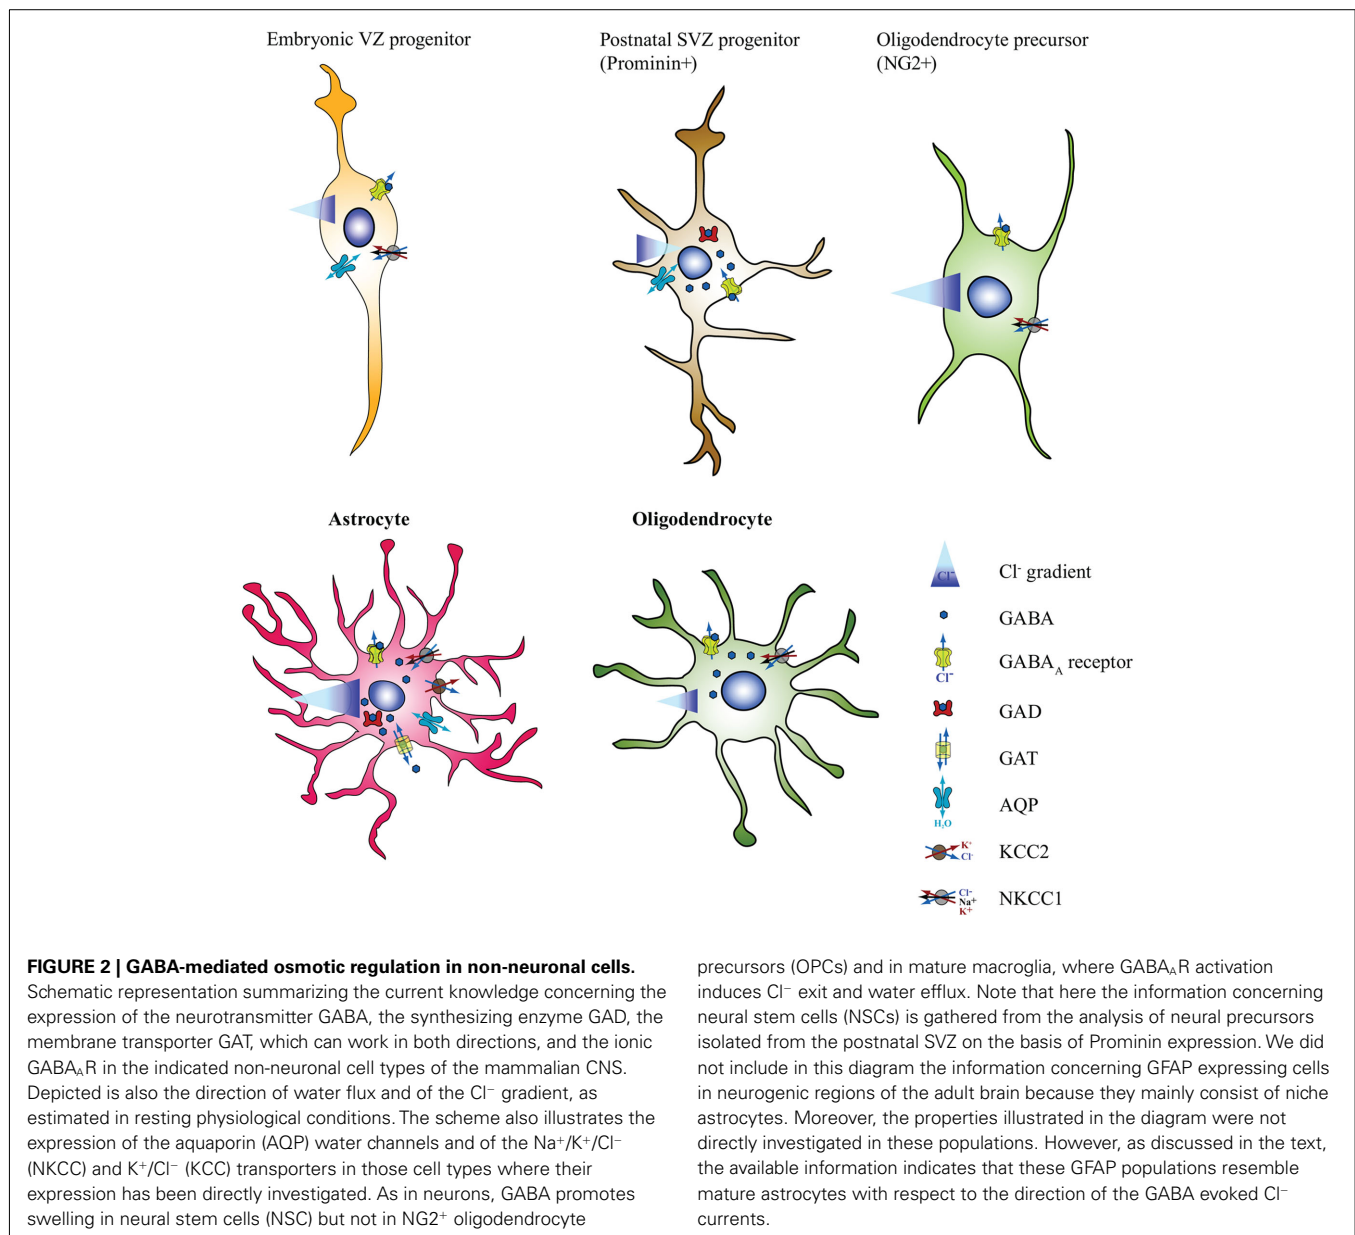 Embryonic VZ progenitor
Postnatal SVZ progenitor
(Prominin+)
Oligodendrocyte precursor
(NG2+)
Astrocyte
Oligodendrocyte
Cl⁻
Cl⁻ gradient
GABA
Cl⁻
GABA_A receptor
GAD
GAT
H₂O
AQP
K⁺
Cl⁻
KCC2
Cl⁻
Na⁺
K⁺
NKCC1
FIGURE 2 | GABA-mediated osmotic regulation in non-neuronal cells.
Schematic representation summarizing the current knowledge concerning the
expression of the neurotransmitter GABA, the synthesizing enzyme GAD, the
membrane transporter GAT, which can work in both directions, and the ionic
GABA_AR in the indicated non-neuronal cell types of the mammalian CNS.
Depicted is also the direction of water flux and of the Cl⁻ gradient, as
estimated in resting physiological conditions. The scheme also illustrates the
expression of the aquaporin (AQP) water channels and of the Na⁺/K⁺/Cl⁻
(NKCC) and K⁺/Cl⁻ (KCC) transporters in those cell types where their
expression has been directly investigated. As in neurons, GABA promotes
swelling in neural stem cells (NSC) but not in NG2⁺ oligodendrocyte
precursors (OPCs) and in mature macroglia, where GABA_AR activation
induces Cl⁻ exit and water efflux. Note that here the information concerning
neural stem cells (NSCs) is gathered from the analysis of neural precursors
isolated from the postnatal SVZ on the basis of Prominin expression. We did
not include in this diagram the information concerning GFAP expressing cells
in neurogenic regions of the adult brain because they mainly consist of niche
astrocytes. Moreover, the properties illustrated in the diagram were not
directly investigated in these populations. However, as discussed in the text,
the available information indicates that these GFAP populations resemble
mature astrocytes with respect to the direction of the GABA evoked Cl⁻
currents.